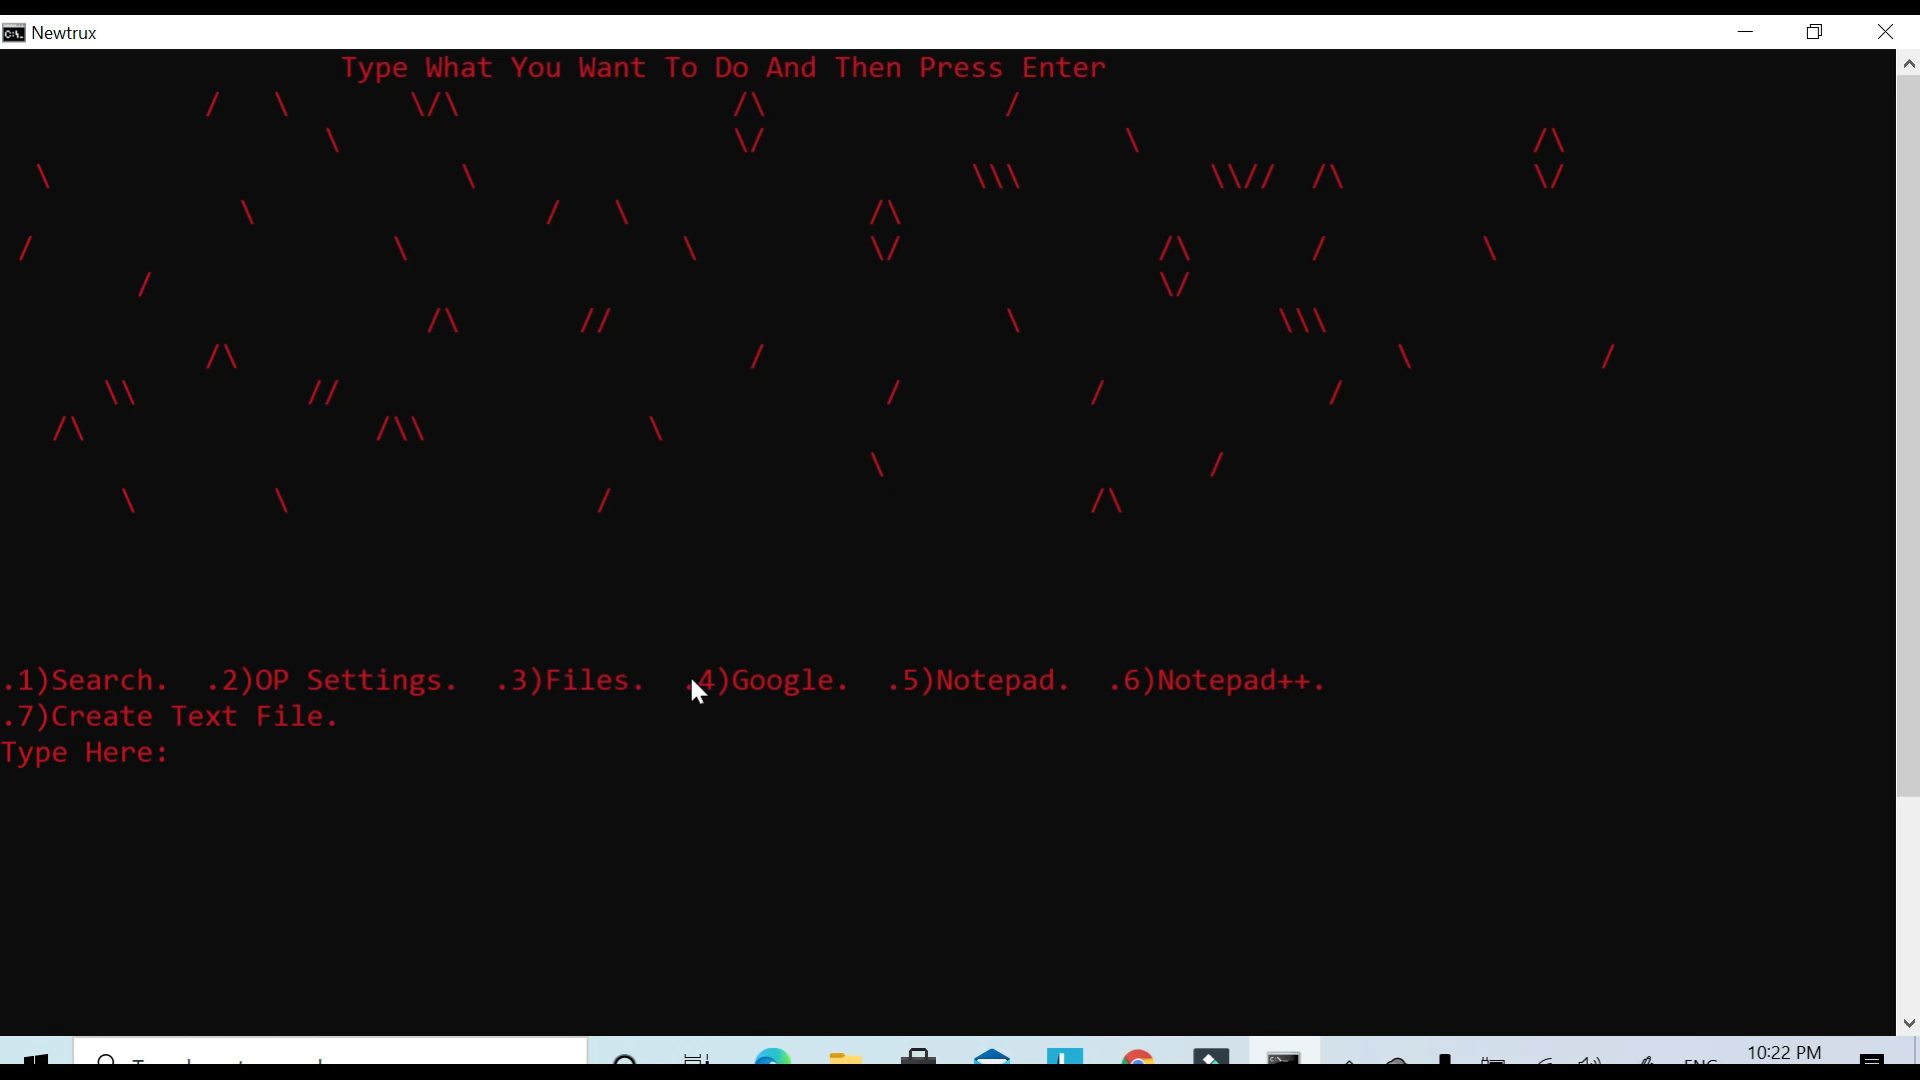 Newtrux
Type What You Want To Do And Then Press Enter
/ \ \/\ /\ /
\ \/ \ /\
\ \ \\\ \\// /\ \/
\ / \ /\
/ \ \ \/ /\ / \
/ \/
/\ // \ \\\
/\ / \ /
\\ // / / /
/\ /\\ \
\ /
\ \ / /\
.1)Search. .2)OP Settings. .3)Files. .4)Google. .5)Notepad. .6)Notepad++.
.7)Create Text File.
Type Here:
10:22 PM